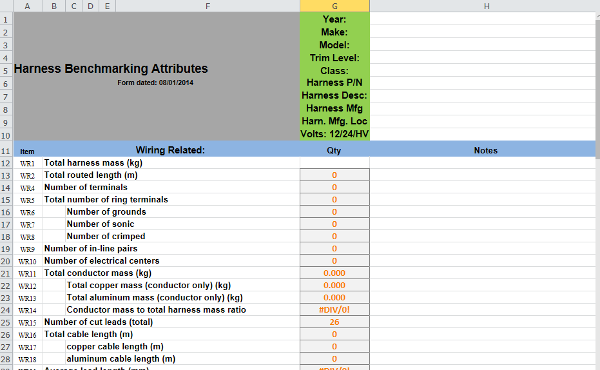 A B C D E F G H
1 Year:
2 Make:
3 Model:
4 Trim Level:
5 Harness Benchmarking Attributes Class:
6 Form dated: 08/01/2014 Harness P/N
7 Harness Desc:
8 Harness Mfg
9 Harn. Mfg. Loc
10 Volts: 12/24/HV
11 Item Wiring Related: Qty Notes
12 WR1 Total harness mass (kg)
13 WR2 Total routed length (m) 0
14 WR4 Number of terminals 0
15 WR5 Total number of ring terminals 0
16 WR6 Number of grounds 0
17 WR7 Number of sonic 0
18 WR8 Number of crimped 0
19 WR9 Number of in-line pairs 0
20 WR10 Number of electrical centers 0
21 WR11 Total conductor mass (kg) 0.000
22 WR12 Total copper mass (conductor only) (kg) 0.000
23 WR13 Total aluminum mass (conductor only) (kg) 0.000
24 WR14 Conductor mass to total harness mass ratio #DIV/0!
25 WR15 Number of cut leads (total) 26
26 WR16 Total cable length (m) 0
27 WR17 copper cable length (m) 0
28 WR18 aluminum cable length (m) 0